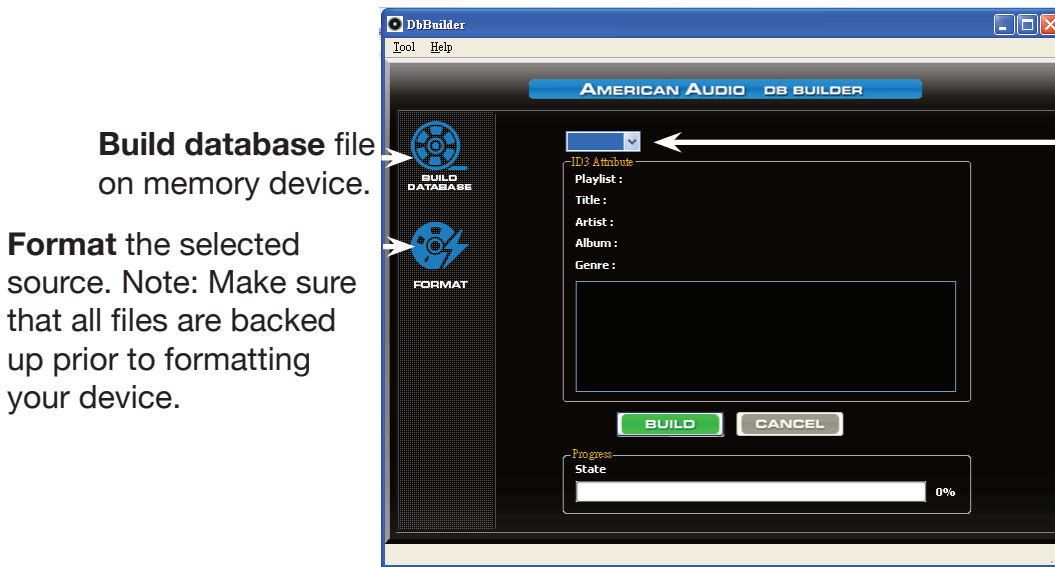 DbBuilder
Tool Help
AMERICAN AUDIO DB BUILDER
Build database file
on memory device.
BUILD
DATABASE
Format the selected
source. Note: Make sure
that all files are backed
up prior to formatting
your device.
FORMAT
ID3 Attribute
Playlist :
Title :
Artist :
Album :
Genre :
BUILD CANCEL
Progress
State
0%